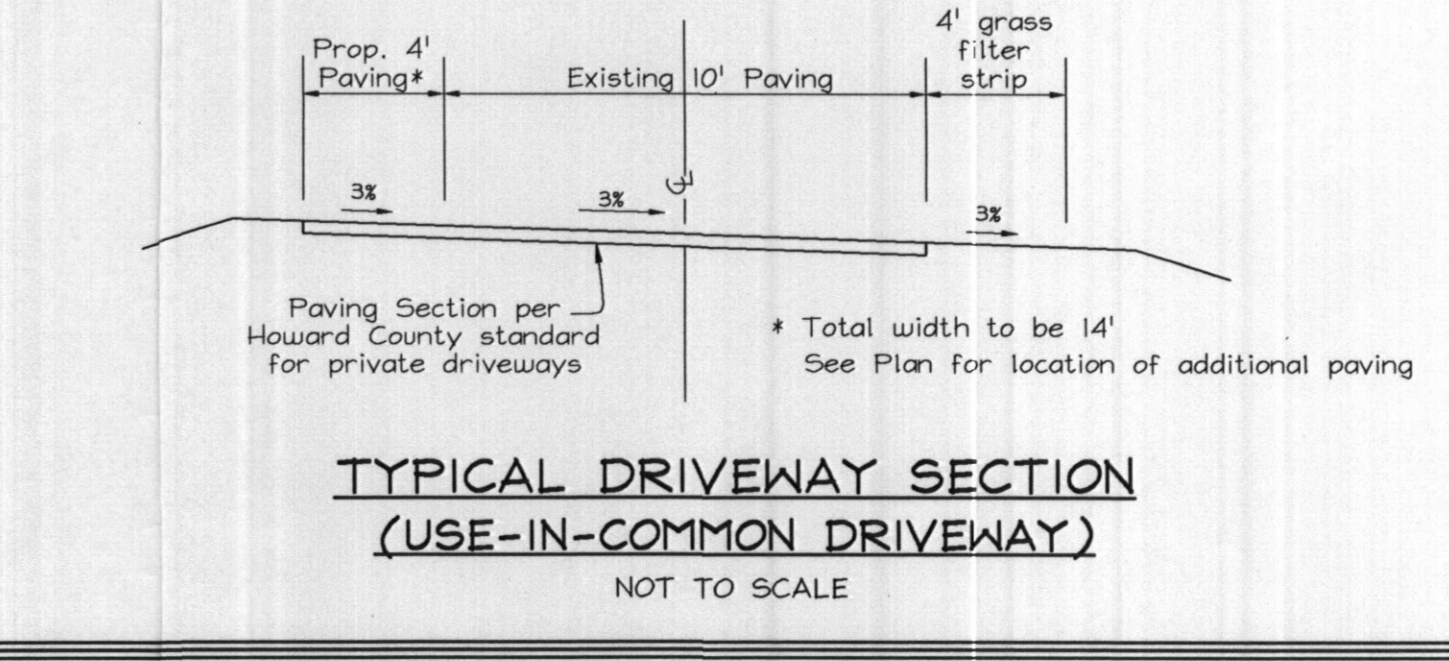 Prop. 4'
Paving*
Existing 10' Paving
4' grass
filter
strip
3%
3%
3%
Paving Section per
Howard County standard
for private driveways
* Total width to be 14'
See Plan for location of additional paving
TYPICAL DRIVEWAY SECTION
(USE-IN-COMMON DRIVEWAY)
NOT TO SCALE